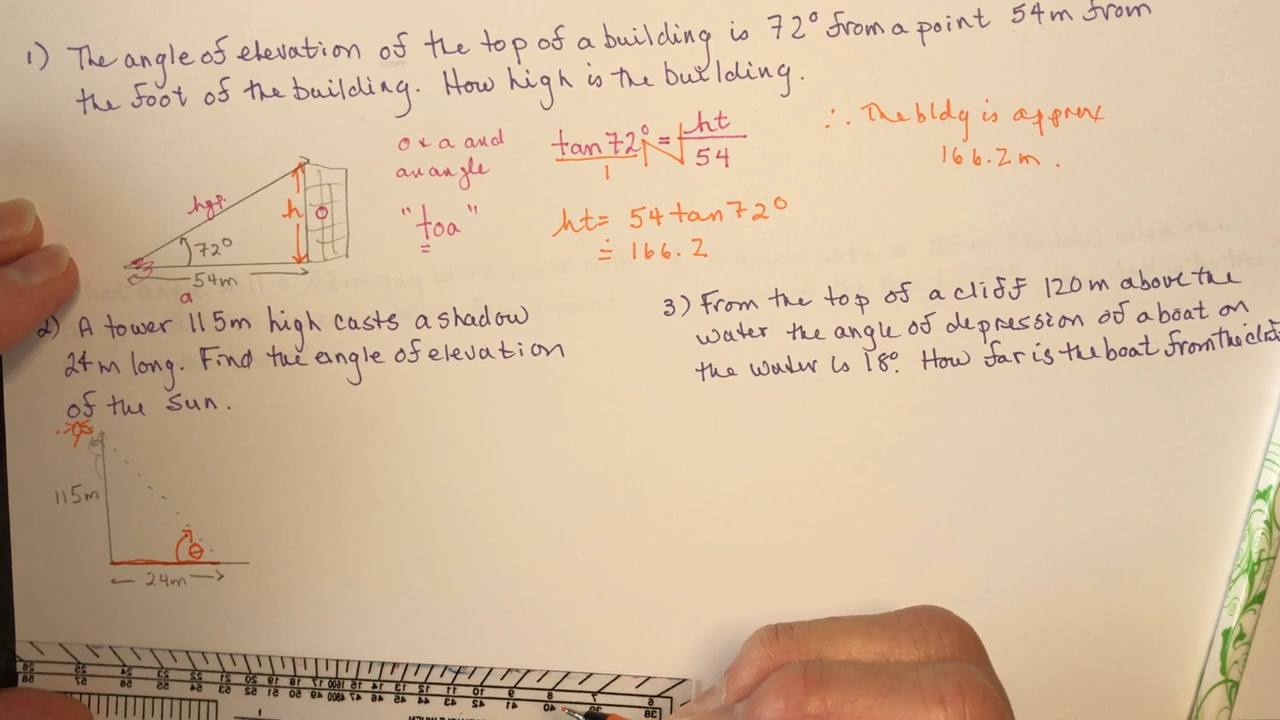 1) The angle of elevation of the top of a building is 72° from a point 54m from
the foot of the building. How high is the building.
hyp.
72°
h
o
54m
a
o & a and
an angle
"toa"
=
tan72° = ht
1 54
ht = 54 tan72°
≐ 166.2
∴ The bldg is approx
166.2m.
2) A tower 115m high casts a shadow
24m long. Find the angle of elevation
of the sun.
115m
θ
24m
3) From the top of a cliff 120m above the
water the angle of depression of a boat on
the water is 18°. How far is the boat from the cliff